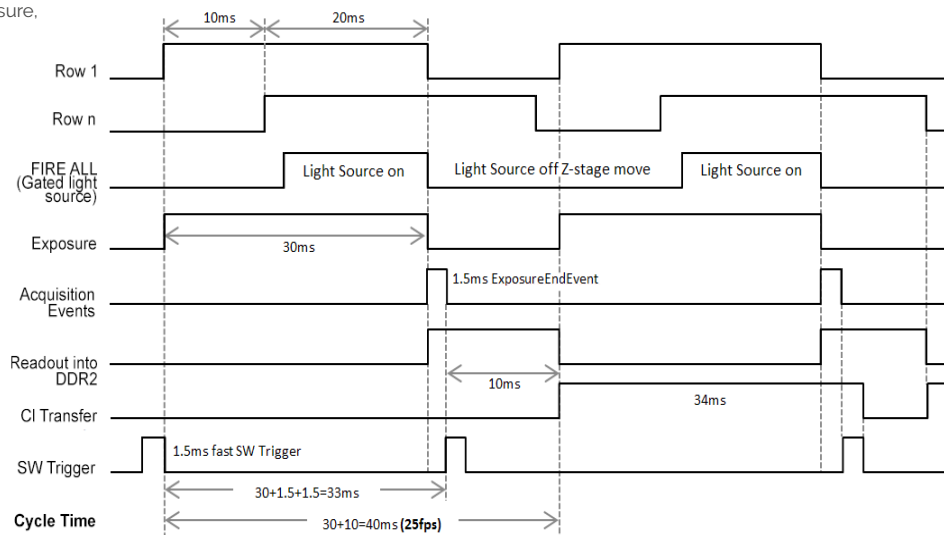 sure,
10ms 20ms
Row 1
Row n
FIRE ALL
(Gated light
source)
Light Source on Light Source off Z-stage move Light Source on
Exposure
30ms
Acquisition
Events
1.5ms ExposureEndEvent
Readout into
DDR2
10ms
CI Transfer
34ms
SW Trigger
1.5ms fast SW Trigger
30+1.5+1.5=33ms
Cycle Time
30+10=40ms (25fps)